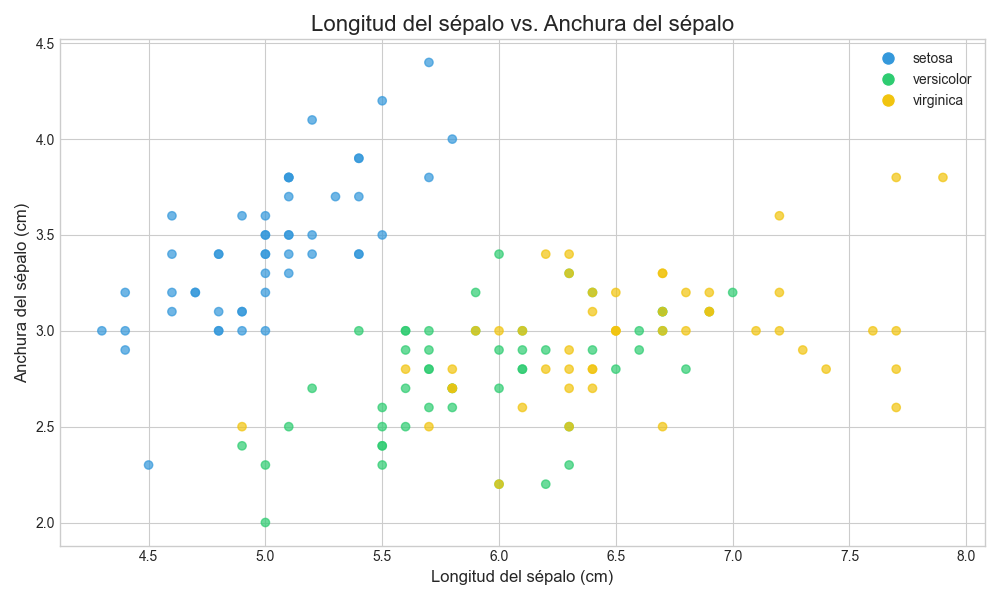 Longitud del sépalo vs. Anchura del sépalo
setosa
versicolor
virginica
Anchura del sépalo (cm)
4.5
4.0
3.5
3.0
2.5
2.0
4.5 5.0 5.5 6.0 6.5 7.0 7.5 8.0
Longitud del sépalo (cm)